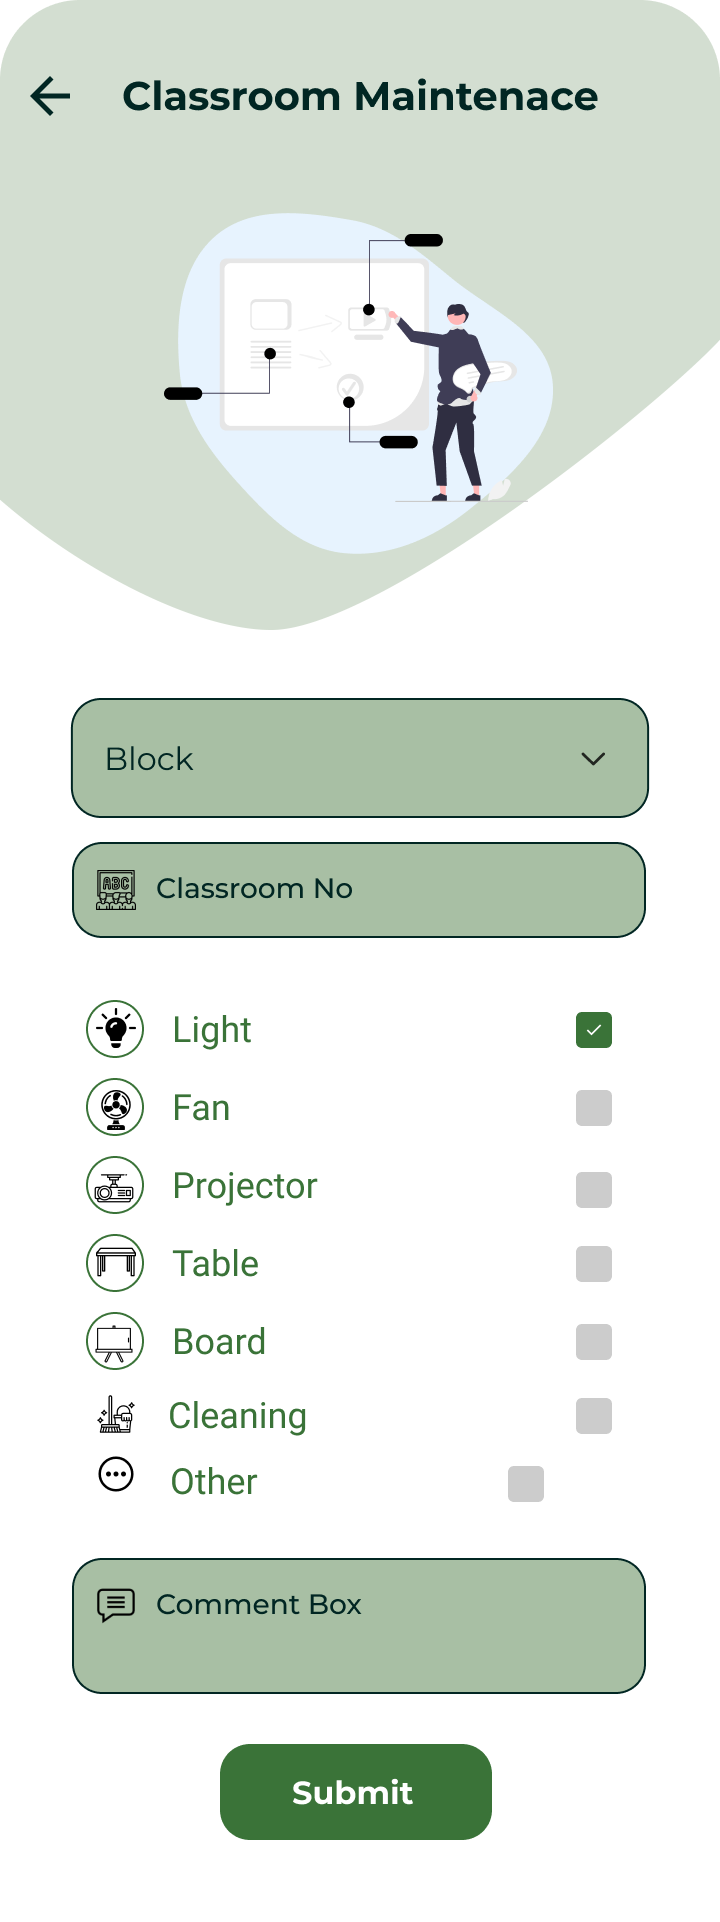 Classroom Maintenace
Block
ABC
Classroom No
Light
Fan
Projector
Table
Board
Cleaning
Other
Comment Box
Submit